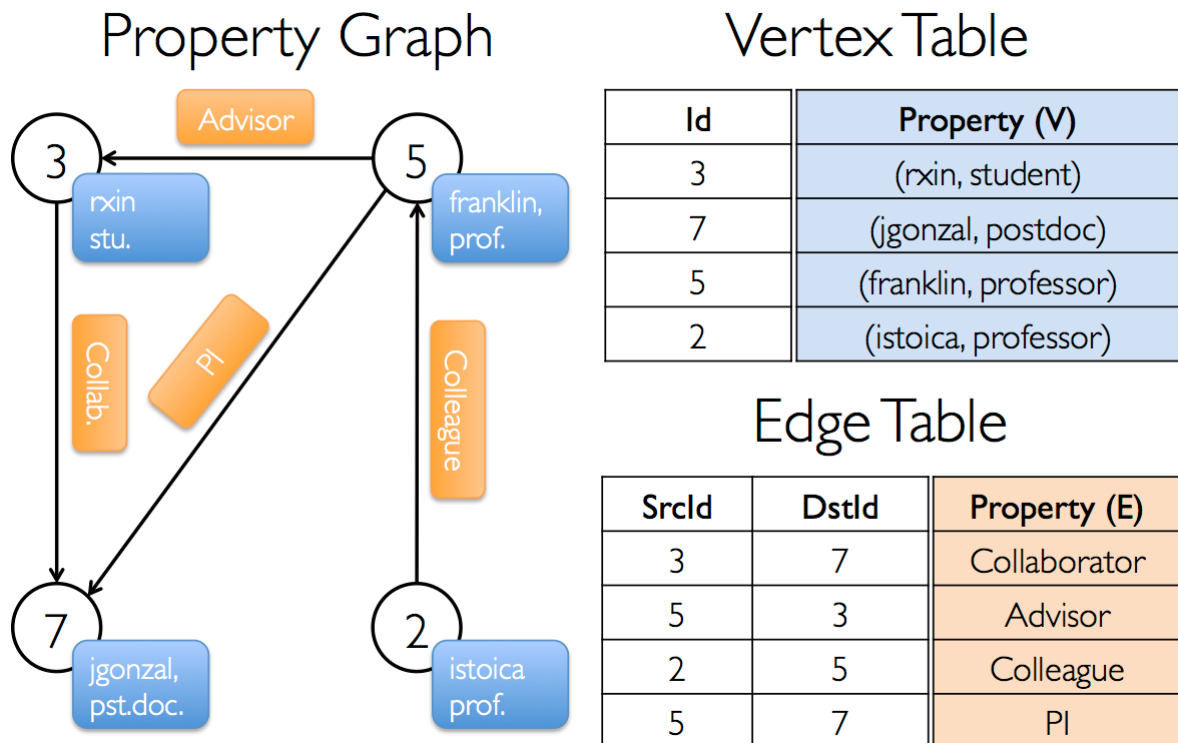 Property Graph
Advisor
3
5
rxin
stu.
franklin,
prof.
Collab.
PI
Colleague
7
2
jgonzal,
pst.doc.
istoica
prof.
Vertex Table
Id Property (V)
3 (rxin, student)
7 (jgonzal, postdoc)
5 (franklin, professor)
2 (istoica, professor)
Edge Table
SrcId DstId Property (E)
3 7 Collaborator
5 3 Advisor
2 5 Colleague
5 7 PI